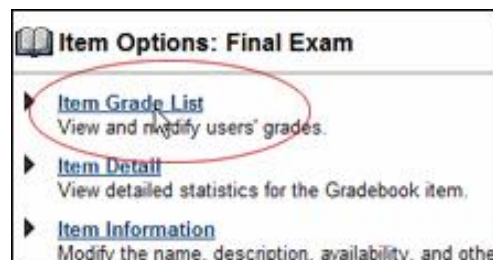 Item Options: Final Exam
Item Grade List
View and modify users' grades.
Item Detail
View detailed statistics for the Gradebook item.
Item Information
Modify the name, description, availability, and othe